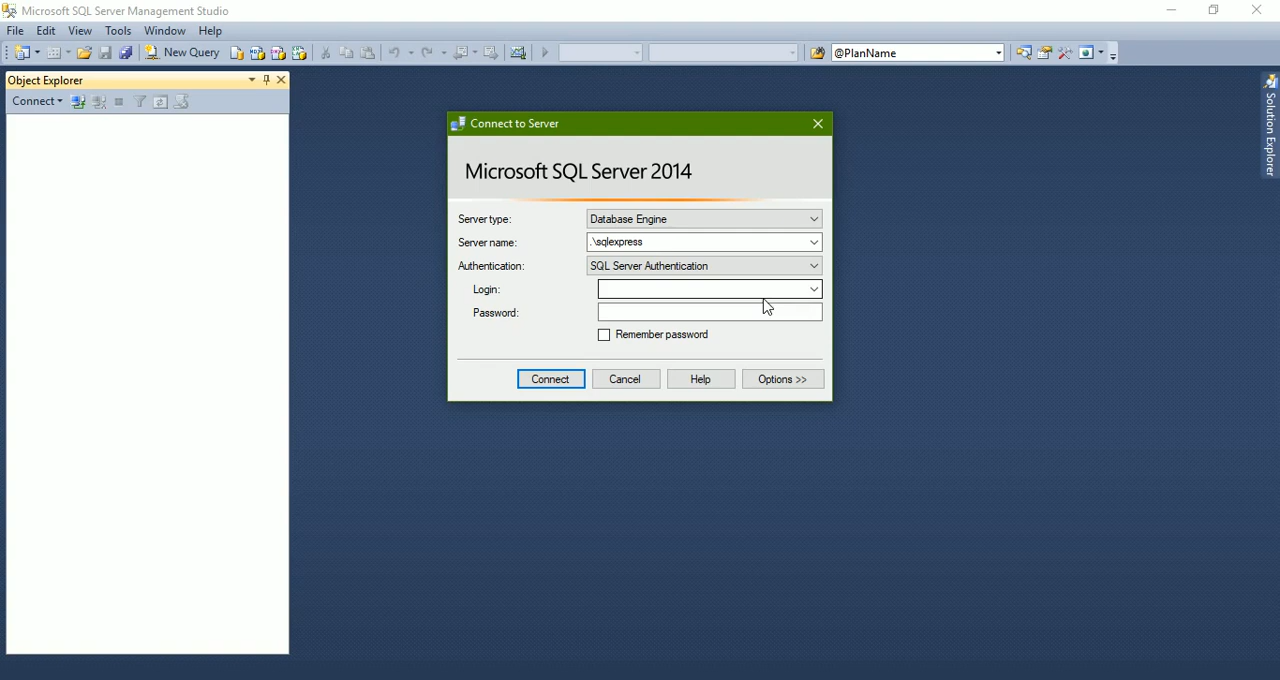 Microsoft SQL Server Management Studio
File Edit View Tools Window Help
New Query @PlanName
Object Explorer
Connect
Solution Explorer
Connect to Server
Microsoft SQL Server 2014
Server type: Database Engine
Server name: .\sqlexpress
Authentication: SQL Server Authentication
Login:
Password:
Remember password
Connect Cancel Help Options >>